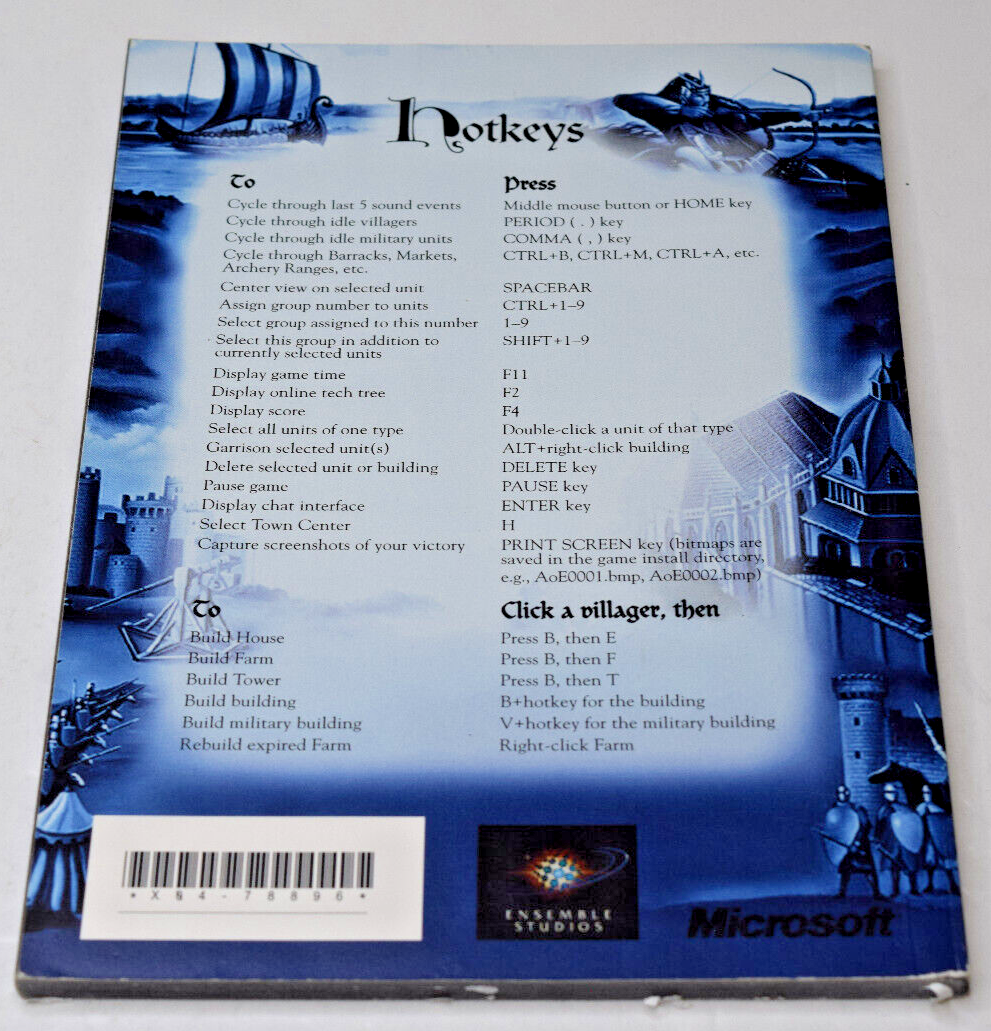 Hotkeys
To Press
Cycle through last 5 sound events Middle mouse button or HOME key
Cycle through idle villagers PERIOD ( . ) key
Cycle through idle military units COMMA ( , ) key
Cycle through Barracks, Markets, CTRL+B, CTRL+M, CTRL+A, etc.
Archery Ranges, etc.
Center view on selected unit SPACEBAR
Assign group number to units CTRL+1–9
Select group assigned to this number 1–9
Select this group in addition to SHIFT+1–9
currently selected units
Display game time F11
Display online tech tree F2
Display score F4
Select all units of one type Double-click a unit of that type
Garrison selected unit(s) ALT+right-click building
Delete selected unit or building DELETE key
Pause game PAUSE key
Display chat interface ENTER key
Select Town Center H
Capture screenshots of your victory PRINT SCREEN key (bitmaps are
saved in the game install directory,
e.g., AoE0001.bmp, AoE0002.bmp)
To Click a villager, then
Build House Press B, then E
Build Farm Press B, then F
Build Tower Press B, then T
Build building B+hotkey for the building
Build military building V+hotkey for the military building
Rebuild expired Farm Right-click Farm
ENSEMBLE
STUDIOS
Microsoft